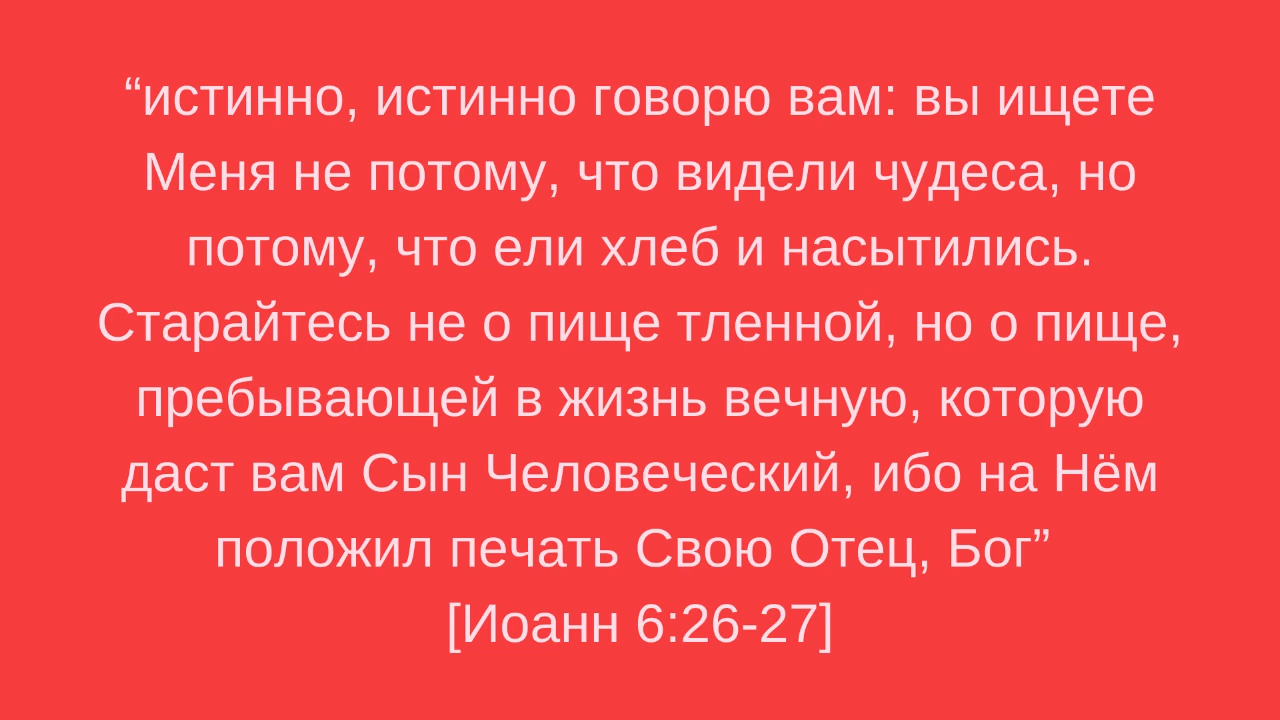 “истинно, истинно говорю вам: вы ищете
Меня не потому, что видели чудеса, но
потому, что ели хлеб и насытились.
Старайтесь не о пище тленной, но о пище,
пребывающей в жизнь вечную, которую
даст вам Сын Человеческий, ибо на Нём
положил печать Свою Отец, Бог”
[Иоанн 6:26-27]